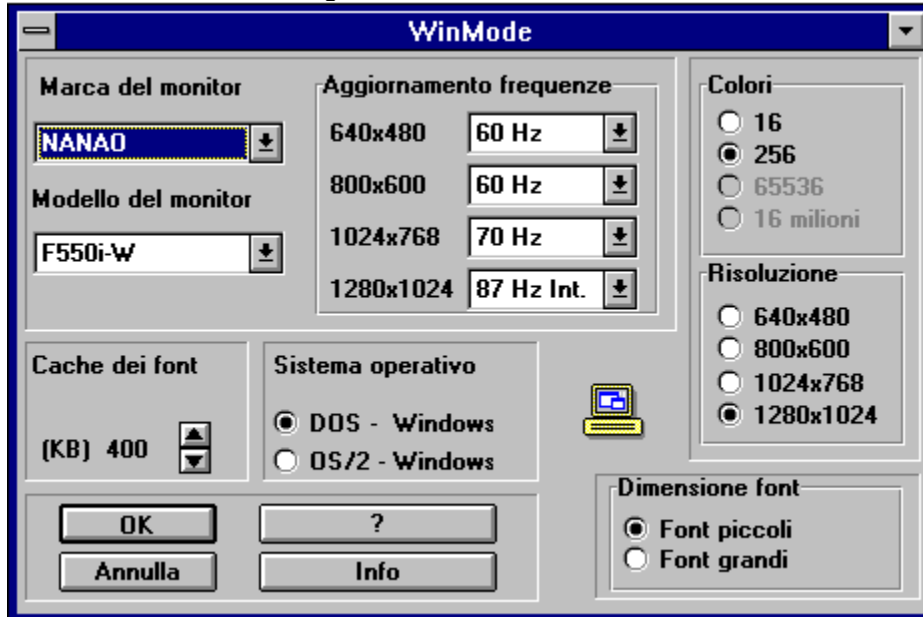 WinMode
Marca del monitor
NANAO
Modello del monitor
F550i-W
Aggiornamento frequenze
640x480 60 Hz
800x600 60 Hz
1024x768 70 Hz
1280x1024 87 Hz Int.
Colori
16
256
65536
16 milioni
Risoluzione
640x480
800x600
1024x768
1280x1024
Cache dei font
(KB) 400
Sistema operativo
DOS - Windows
OS/2 - Windows
Dimensione font
Font piccoli
Font grandi
OK
?
Annulla
Info